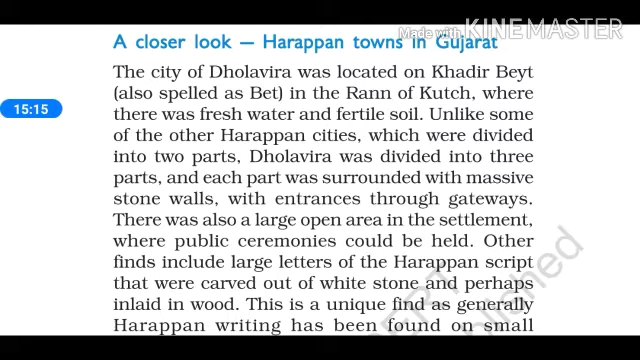 Made with KINEMASTER
A closer look — Harappan towns in Gujarat
The city of Dholavira was located on Khadir Beyt
(also spelled as Bet) in the Rann of Kutch, where
15:15
there was fresh water and fertile soil. Unlike some
of the other Harappan cities, which were divided
into two parts, Dholavira was divided into three
parts, and each part was surrounded with massive
stone walls, with entrances through gateways.
There was also a large open area in the settlement,
where public ceremonies could be held. Other
finds include large letters of the Harappan script
that were carved out of white stone and perhaps
inlaid in wood. This is a unique find as generally
Harappan writing has been found on small